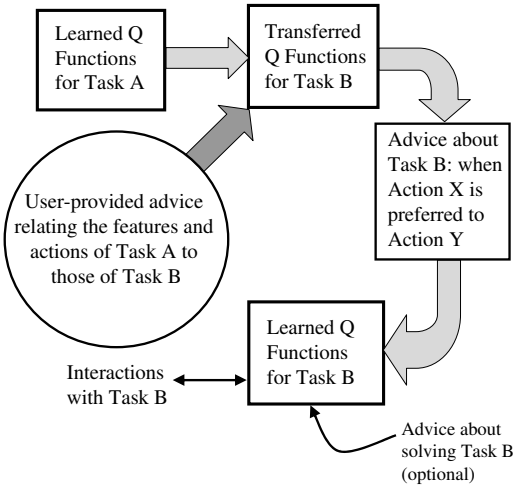 Learned Q
Functions
for Task A
Transferred
Q Functions
for Task B
Advice about
Task B: when
Action X is
preferred to
Action Y
User-provided advice
relating the features and
actions of Task A to
those of Task B
Learned Q
Functions
for Task B
Interactions
with Task B
Advice about
solving Task B
(optional)